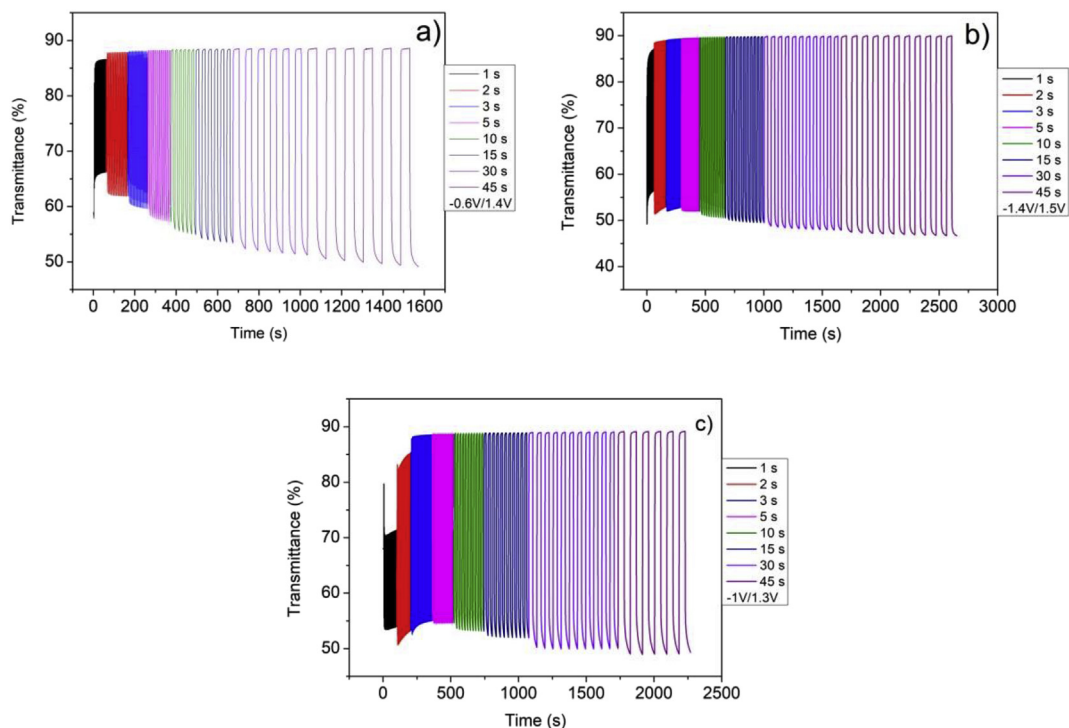 a)
90
80
70
60
50
Transmittance (%)
0 200 400 600 800 1000 1200 1400 1600
Time (s)
1 s
2 s
3 s
5 s
10 s
15 s
30 s
45 s
-0.6V/1.4V
b)
90
80
70
60
50
40
Transmittance (%)
0 500 1000 1500 2000 2500 3000
Time (s)
1 s
2 s
3 s
5 s
10 s
15 s
30 s
45 s
-1.4V/1.5V
c)
90
80
70
60
50
Transmittance (%)
0 500 1000 1500 2000 2500
Time (s)
1 s
2 s
3 s
5 s
10 s
15 s
30 s
45 s
-1V/1.3V